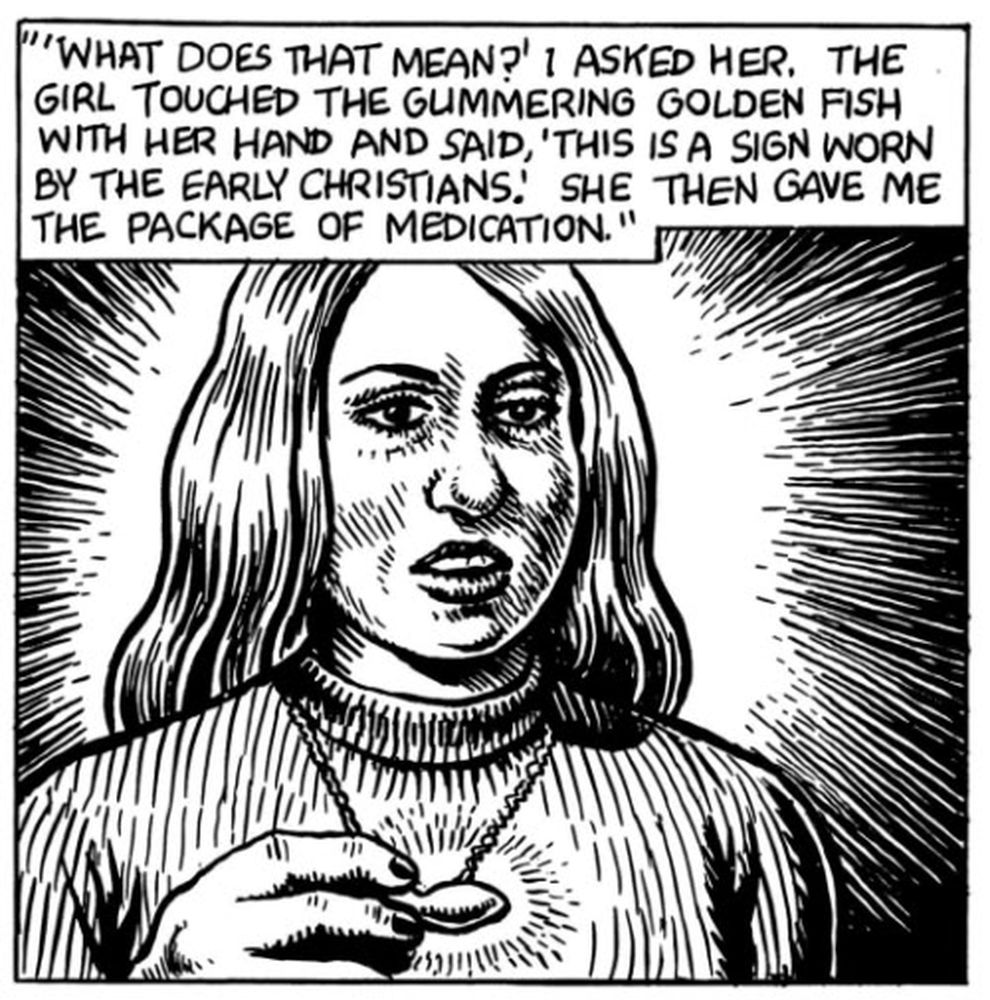 "'WHAT DOES THAT MEAN?' I ASKED HER. THE
GIRL TOUCHED THE GLIMMERING GOLDEN FISH
WITH HER HAND AND SAID, 'THIS IS A SIGN WORN
BY THE EARLY CHRISTIANS.' SHE THEN GAVE ME
THE PACKAGE OF MEDICATION."